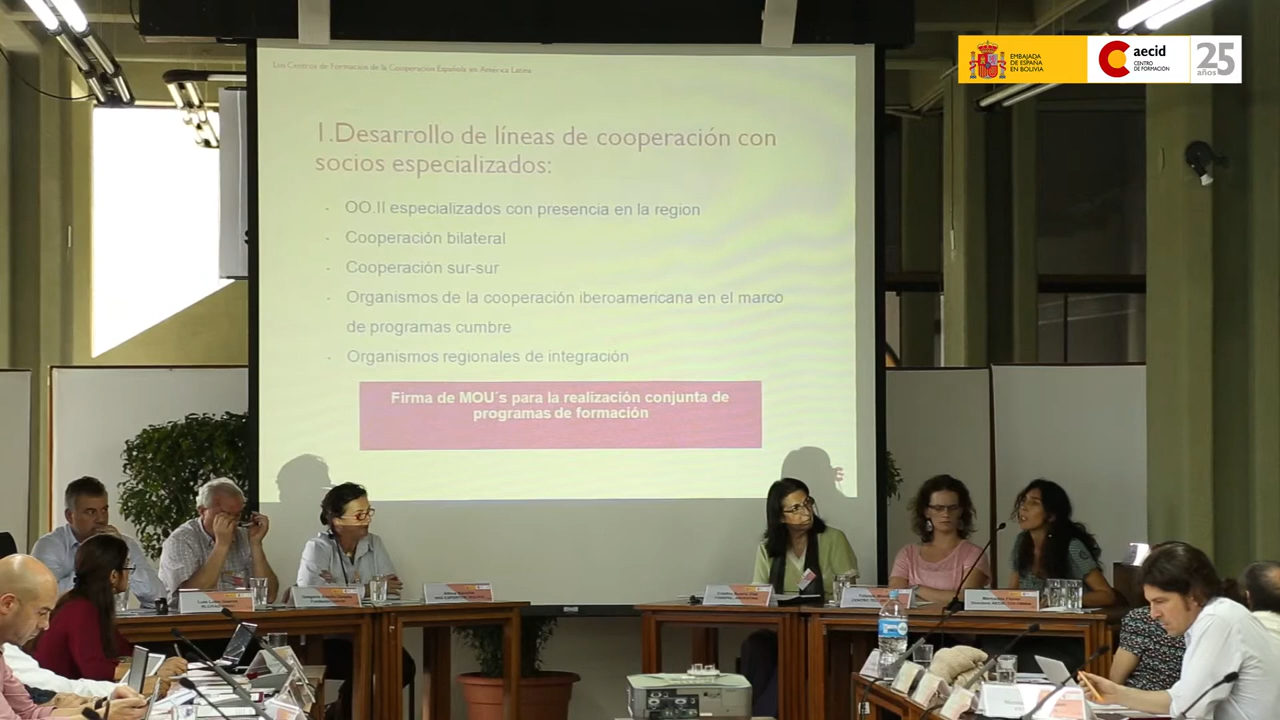 Los Centros de Formación de la Cooperación Española en América Latina
EMBAJADA
DE ESPAÑA
EN BOLIVIA
aecid
CENTRO
DE FORMACIÓN
25
años
1.Desarrollo de líneas de cooperación con
socios especializados:
- OO.II especializados con presencia en la region
- Cooperación bilateral
- Cooperación sur-sur
- Organismos de la cooperación iberoamericana en el marco
de programas cumbre
- Organismos regionales de integración
Firma de MOU´s para la realización conjunta de
programas de formación